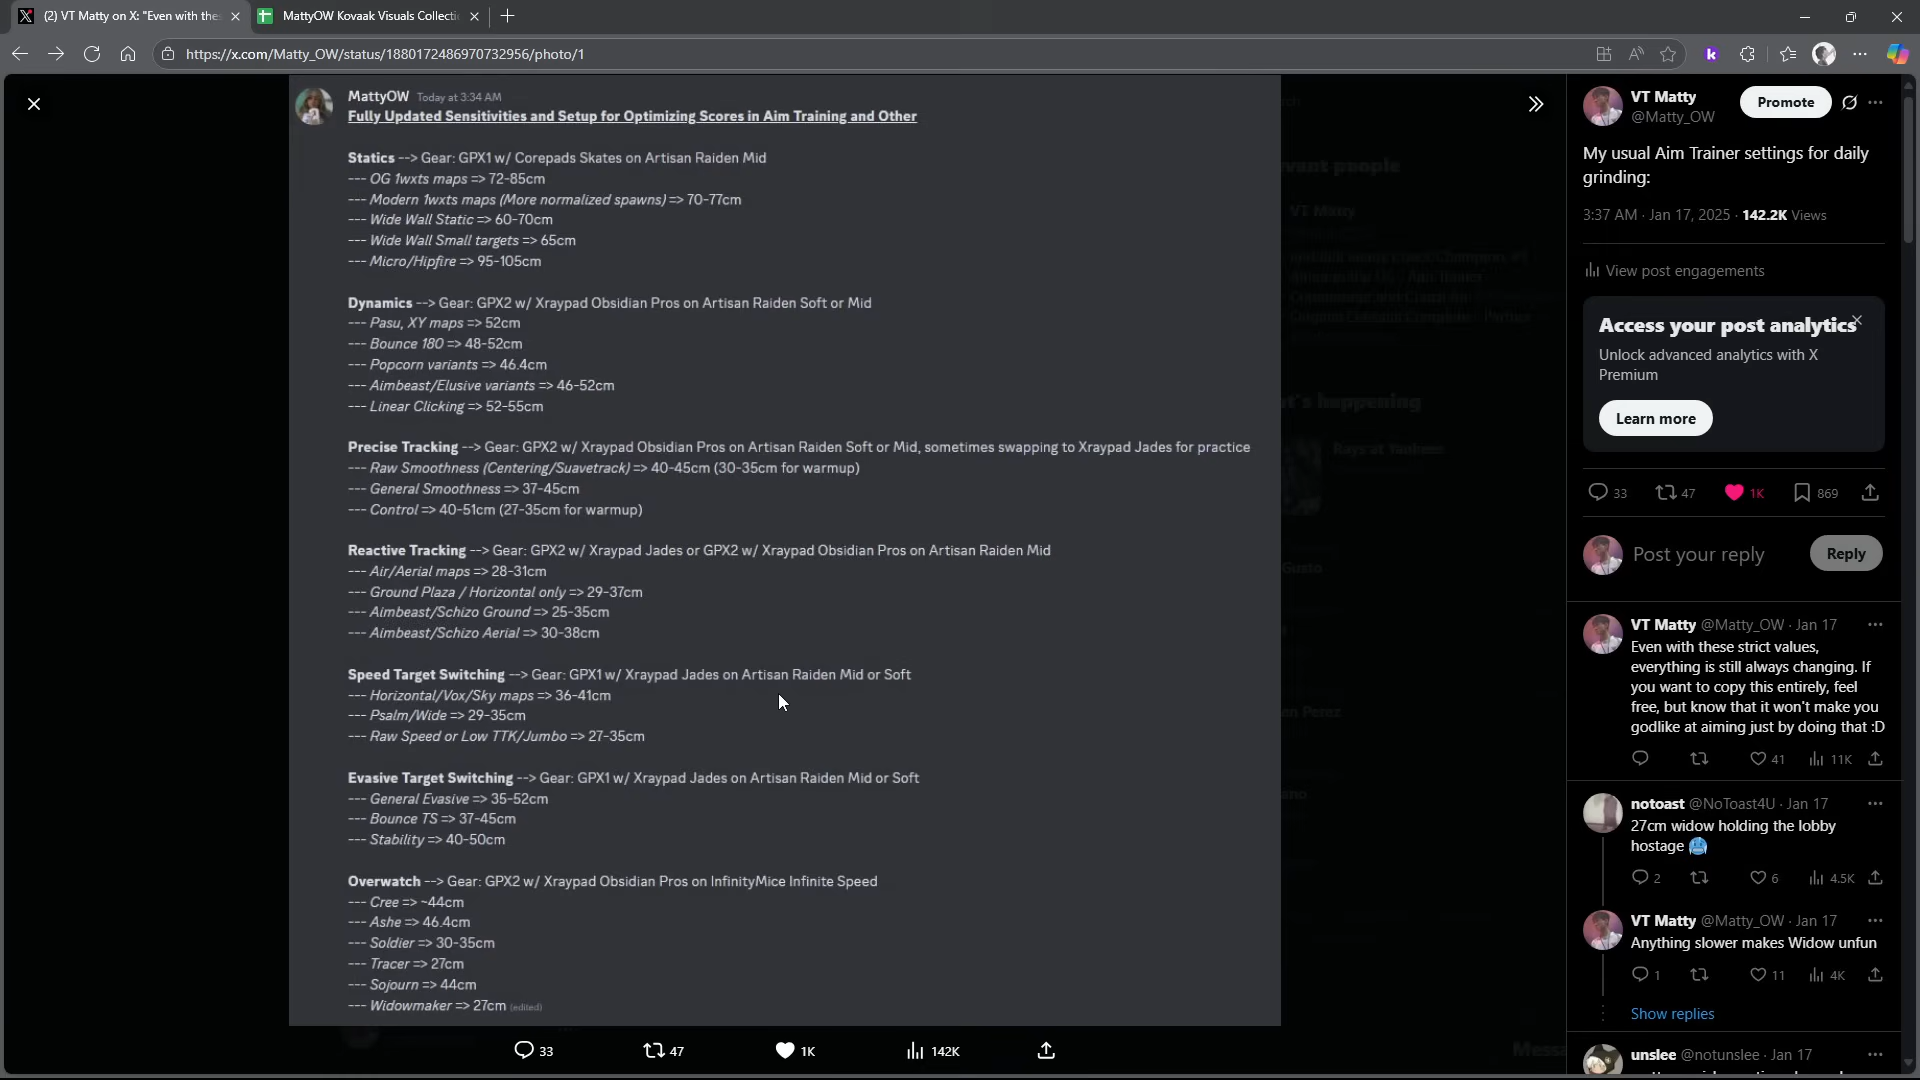 (2) VT Matty on X: "Even with thes
MattyOW Kovaak Visuals Collecti
https://x.com/Matty_OW/status/1880172486970732956/photo/1
MattyOW Today at 3:34 AM
Fully Updated Sensitivities and Setup for Optimizing Scores in Aim Training and Other
Statics --> Gear: GPX1 w/ Corepads Skates on Artisan Raiden Mid
--- OG 1wxts maps => 72-85cm
--- Modern 1wxts maps (More normalized spawns) => 70-77cm
--- Wide Wall Static => 60-70cm
--- Wide Wall Small targets => 65cm
--- Micro/Hipfire => 95-105cm
Dynamics --> Gear: GPX2 w/ Xraypad Obsidian Pros on Artisan Raiden Soft or Mid
--- Pasu, XY maps => 52cm
--- Bounce 180 => 48-52cm
--- Popcorn variants => 46.4cm
--- Aimbeast/Elusive variants => 46-52cm
--- Linear Clicking => 52-55cm
Precise Tracking --> Gear: GPX2 w/ Xraypad Obsidian Pros on Artisan Raiden Soft or Mid, sometimes swapping to Xraypad Jades for practice
--- Raw Smoothness (Centering/Suavetrack) => 40-45cm (30-35cm for warmup)
--- General Smoothness => 37-45cm
--- Control => 40-51cm (27-35cm for warmup)
Reactive Tracking --> Gear: GPX2 w/ Xraypad Jades or GPX2 w/ Xraypad Obsidian Pros on Artisan Raiden Mid
--- Air/Aerial maps => 28-31cm
--- Ground Plaza / Horizontal only => 29-37cm
--- Aimbeast/Schizo Ground => 25-35cm
--- Aimbeast/Schizo Aerial => 30-38cm
Speed Target Switching --> Gear: GPX1 w/ Xraypad Jades on Artisan Raiden Mid or Soft
--- Horizontal/Vox/Sky maps => 36-41cm
--- Psalm/Wide => 29-35cm
--- Raw Speed or Low TTK/Jumbo => 27-35cm
Evasive Target Switching --> Gear: GPX1 w/ Xraypad Jades on Artisan Raiden Mid or Soft
--- General Evasive => 35-52cm
--- Bounce TS => 37-45cm
--- Stability => 40-50cm
Overwatch --> Gear: GPX2 w/ Xraypad Obsidian Pros on InfinityMice Infinite Speed
--- Cree => ~44cm
--- Ashe => 46.4cm
--- Soldier => 30-35cm
--- Tracer => 27cm
--- Sojourn => 44cm
--- Widowmaker => 27cm (edited)
33 47 1K 142K
VT Matty
@Matty_OW
Promote
My usual Aim Trainer settings for daily
grinding:
3:37 AM · Jan 17, 2025 · 142.2K Views
View post engagements
Access your post analytics
Unlock advanced analytics with X
Premium
Learn more
33 47 1K 869
Post your reply
Reply
VT Matty @Matty_OW · Jan 17
Even with these strict values,
everything is still always changing. If
you want to copy this entirely, feel
free, but know that it won't make you
godlike at aiming just by doing that :D
41 11K
notoast @NoToast4U · Jan 17
27cm widow holding the lobby
hostage
2 6 4.5K
VT Matty @Matty_OW · Jan 17
Anything slower makes Widow unfun
1 11 4K
Show replies
unslee @notunslee · Jan 17